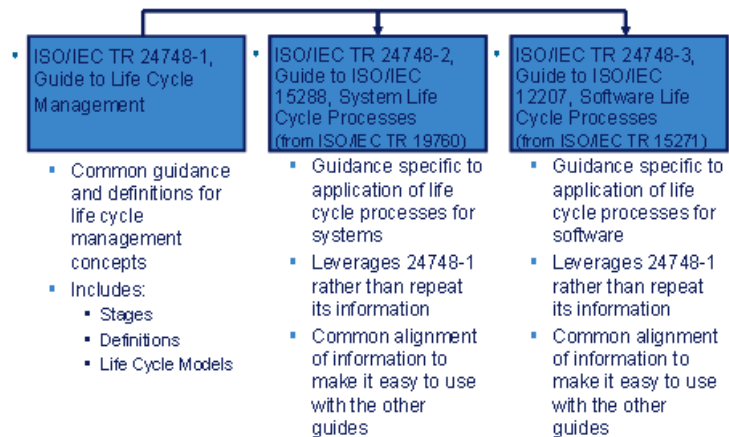 ISO/IEC TR 24748-1,
Guide to Life Cycle
Management
Common guidance
and definitions for
life cycle
management
concepts
Includes:
Stages
Definitions
Life Cycle Models
ISO/IEC TR 24748-2,
Guide to ISO/IEC
15288, System Life
Cycle Processes
(from ISO/IEC TR 19760)
Guidance specific to
application of life
cycle processes for
systems
Leverages 24748-1
rather than repeat
its information
Common alignment
of information to
make it easy to use
with the other
guides
ISO/IEC TR 24748-3,
Guide to ISO/IEC
12207, Software Life
Cycle Processes
(from ISO/IEC TR 15271)
Guidance specific to
application of life
cycle processes for
software
Leverages 24748-1
rather than repeat
its information
Common alignment
of information to
make it easy to use
with the other
guides